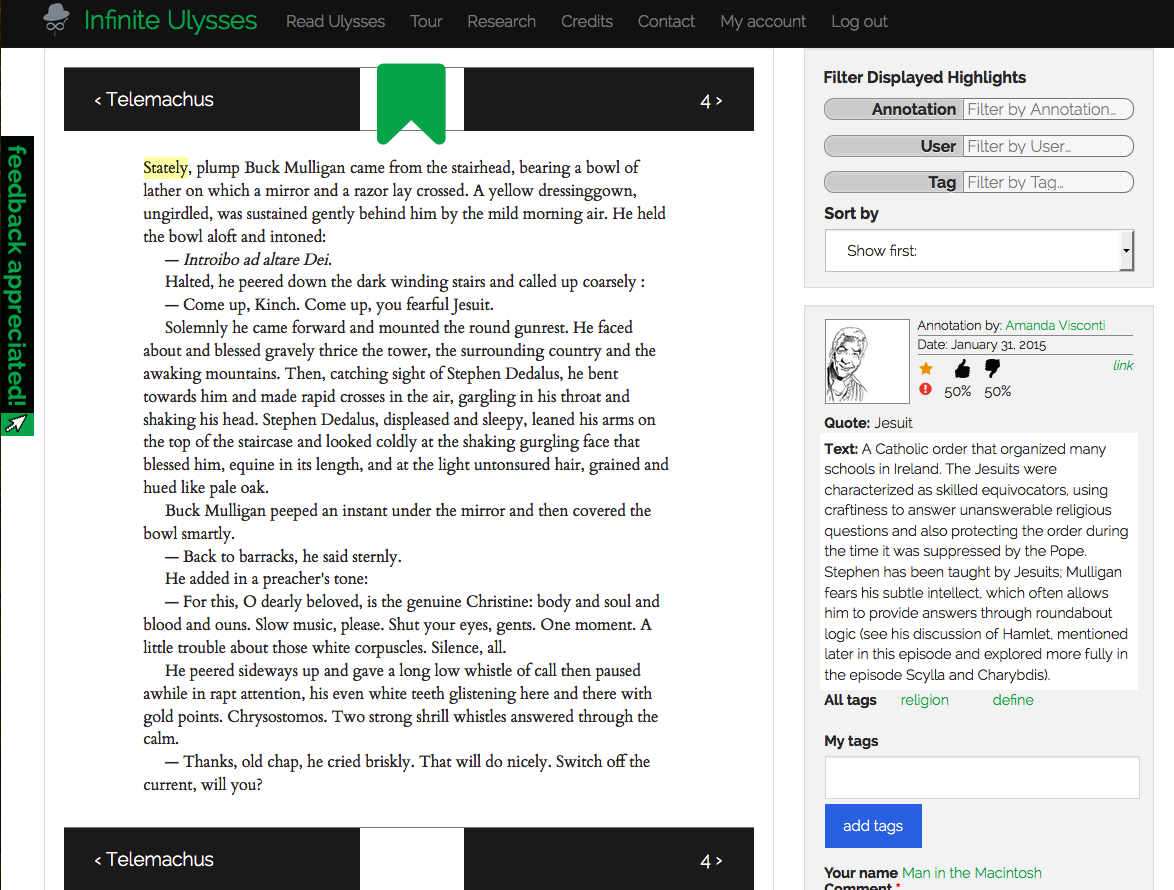 Infinite Ulysses Read Ulysses Tour Research Credits Contact My account Log out
feedback appreciated!
‹ Telemachus 4 ›
Stately, plump Buck Mulligan came from the stairhead, bearing a bowl of
lather on which a mirror and a razor lay crossed. A yellow dressinggown,
ungirdled, was sustained gently behind him by the mild morning air. He held
the bowl aloft and intoned:
— Introibo ad altare Dei.
Halted, he peered down the dark winding stairs and called up coarsely :
— Come up, Kinch. Come up, you fearful Jesuit.
Solemnly he came forward and mounted the round gunrest. He faced
about and blessed gravely thrice the tower, the surrounding country and the
awaking mountains. Then, catching sight of Stephen Dedalus, he bent
towards him and made rapid crosses in the air, gargling in his throat and
shaking his head. Stephen Dedalus, displeased and sleepy, leaned his arms on
the top of the staircase and looked coldly at the shaking gurgling face that
blessed him, equine in its length, and at the light untonsured hair, grained and
hued like pale oak.
Buck Mulligan peeped an instant under the mirror and then covered the
bowl smartly.
— Back to barracks, he said sternly.
He added in a preacher's tone:
— For this, O dearly beloved, is the genuine Christine: body and soul and
blood and ouns. Slow music, please. Shut your eyes, gents. One moment. A
little trouble about those white corpuscles. Silence, all.
He peered sideways up and gave a long low whistle of call then paused
awhile in rapt attention, his even white teeth glistening here and there with
gold points. Chrysostomos. Two strong shrill whistles answered through the
calm.
— Thanks, old chap, he cried briskly. That will do nicely. Switch off the
current, will you?
‹ Telemachus 4 ›
Filter Displayed Highlights
Annotation Filter by Annotation...
User Filter by User...
Tag Filter by Tag...
Sort by
Show first:
Annotation by: Amanda Visconti
Date: January 31, 2015
link
50% 50%
Quote: Jesuit
Text: A Catholic order that organized many
schools in Ireland. The Jesuits were
characterized as skilled equivocators, using
craftiness to answer unanswerable religious
questions and also protecting the order during
the time it was suppressed by the Pope.
Stephen has been taught by Jesuits; Mulligan
fears his subtle intellect, which often allows
him to provide answers through roundabout
logic (see his discussion of Hamlet, mentioned
later in this episode and explored more fully in
the episode Scylla and Charybdis).
All tags religion define
My tags
add tags
Your name Man in the Macintosh
Comment *